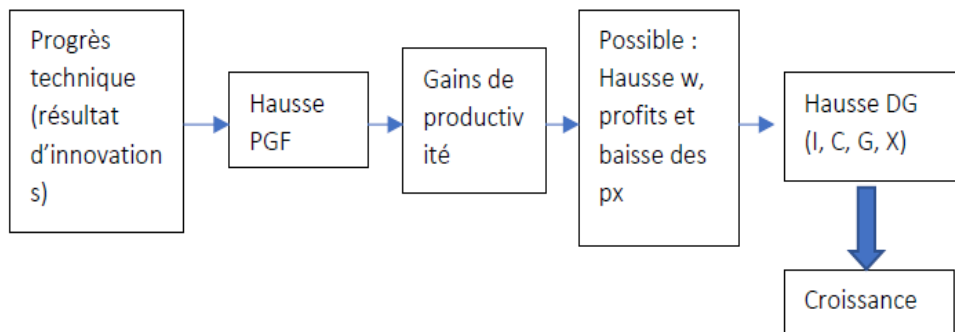 Progrès
technique
(résultat
d'innovation
s)
Hausse
PGF
Gains de
productiv
ité
Possible :
Hausse w,
profits et
baisse des
px
Hausse DG
(I, C, G, X)
Croissance